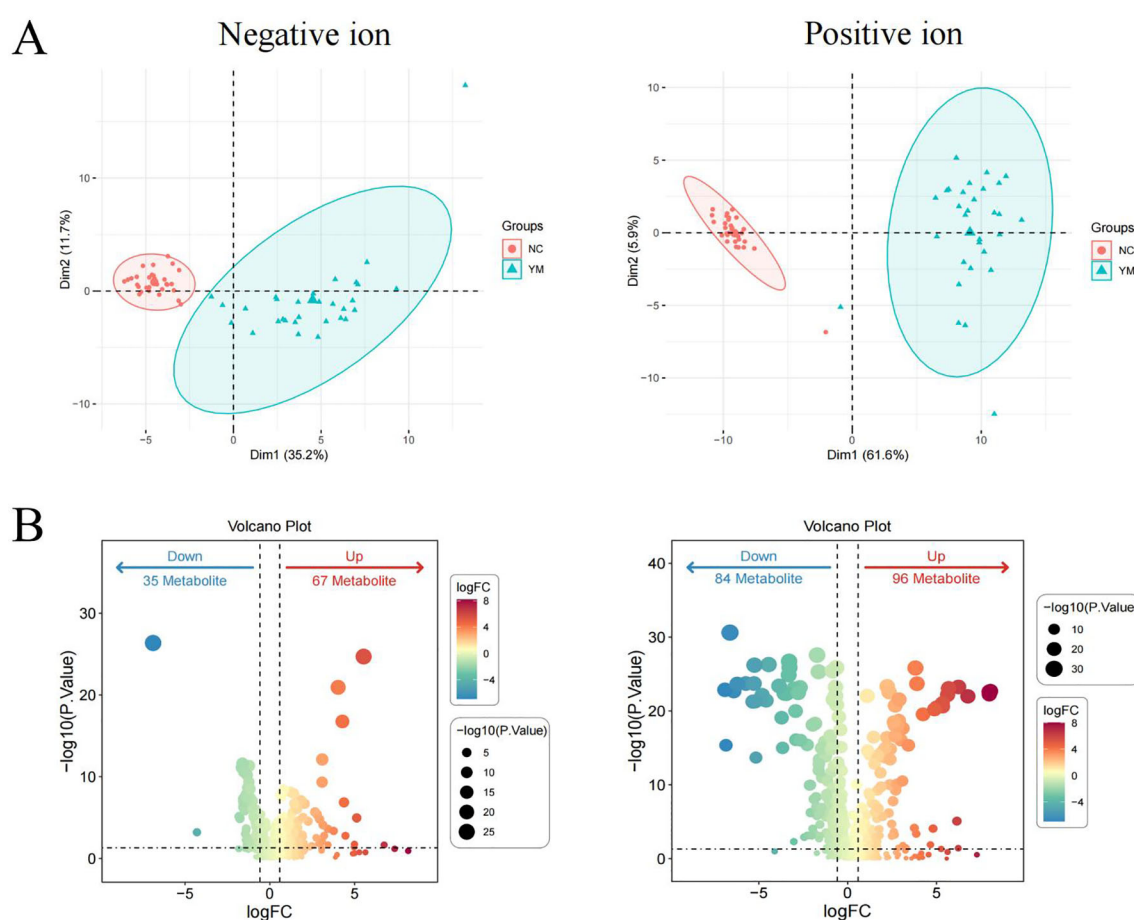 A
Negative ion
Positive ion
Dim2 (11.7%)
10
0
−10
−5
0
5
10
Dim1 (35.2%)
Groups
NC
YM
Dim2 (5.9%)
10
5
0
−5
−10
−10
0
10
Dim1 (61.6%)
Groups
NC
YM
B
Volcano Plot
Down
Up
35 Metabolite
67 Metabolite
−log10(P.Value)
30
20
10
0
−5
0
5
logFC
logFC
8
4
0
−4
−log10(P.Value)
5
10
15
20
25
Volcano Plot
Down
Up
84 Metabolite
96 Metabolite
−log10(P.Value)
40
30
20
10
0
−5
0
5
logFC
−log10(P.Value)
10
20
30
logFC
8
4
0
−4